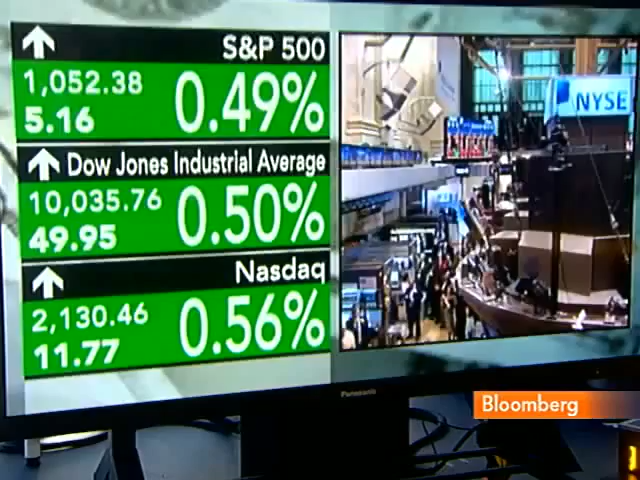 S&P 500
1,052.38
0.49%
5.16
Dow Jones Industrial Average
10,035.76
0.50%
49.95
Nasdaq
2,130.46
0.56%
11.77
NYSE
Panasonic
Bloomberg